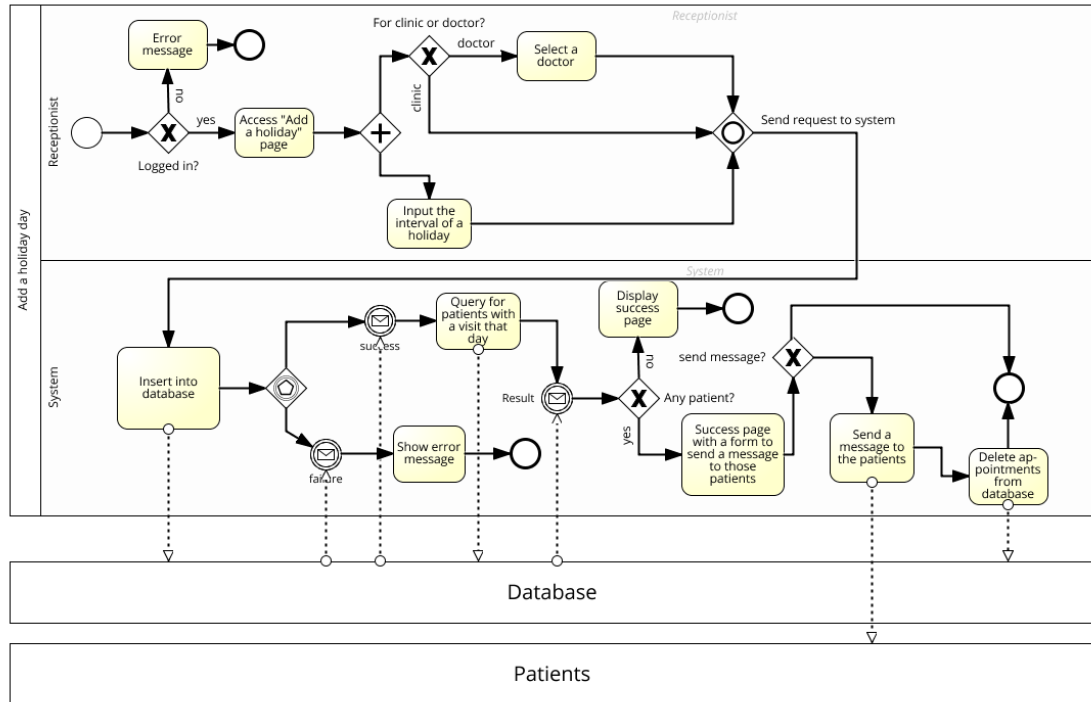 Add a holiday day
Receptionist
Receptionist
Error
message
no
yes
Logged in?
Access "Add
a holiday"
page
For clinic or doctor?
doctor
clinic
Select a
doctor
Input the
interval of a
holiday
Send request to system
System
System
Insert into
database
success
failure
Query for
patients with
a visit that
day
Show error
message
Result
Display
success
page
no
Any patient?
yes
Success page
with a form to
send a message
to those
patients
send message?
Send a
message to
the patients
Delete ap-
pointments
from
database
Database
Patients